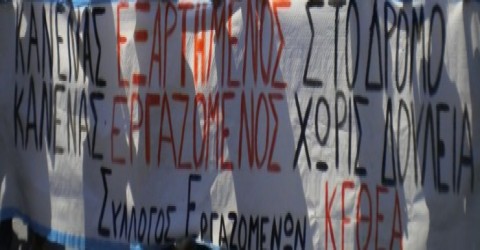 ΚΑΝΕΝΑΣ ΕΞΑΡΤΗΜΕΝΟΣ ΣΤΟ ΔΡΟΜΟ
ΚΑΝΕΝΑΣ ΕΡΓΑΖΟΜΕΝΟΣ ΧΩΡΙΣ ΔΟΥΛΕΙΑ
ΣΥΛΛΟΓΟΣ ΕΡΓΑΖΟΜΕΝΩΝ ΚΕΘΕΑ